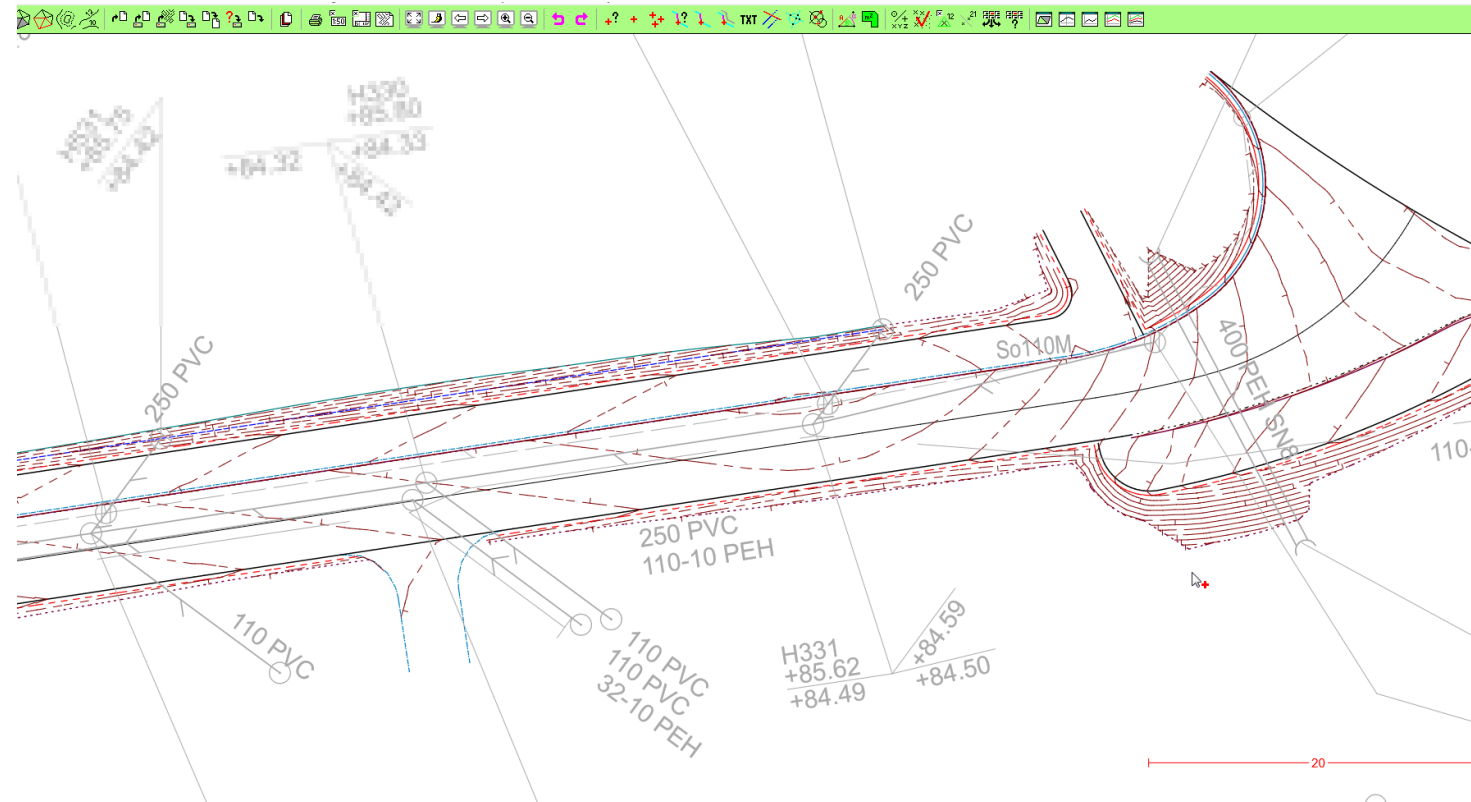 TXT
H330
+85.80
+84.33
+84.32
250 PVC
250 PVC
So110M
400 PEH SN8
110-
250 PVC
110-10 PEH
110 PVC
110 PVC
110 PVC
32-10 PEH
H331
+85.62
+84.49
+84.59
+84.50
20